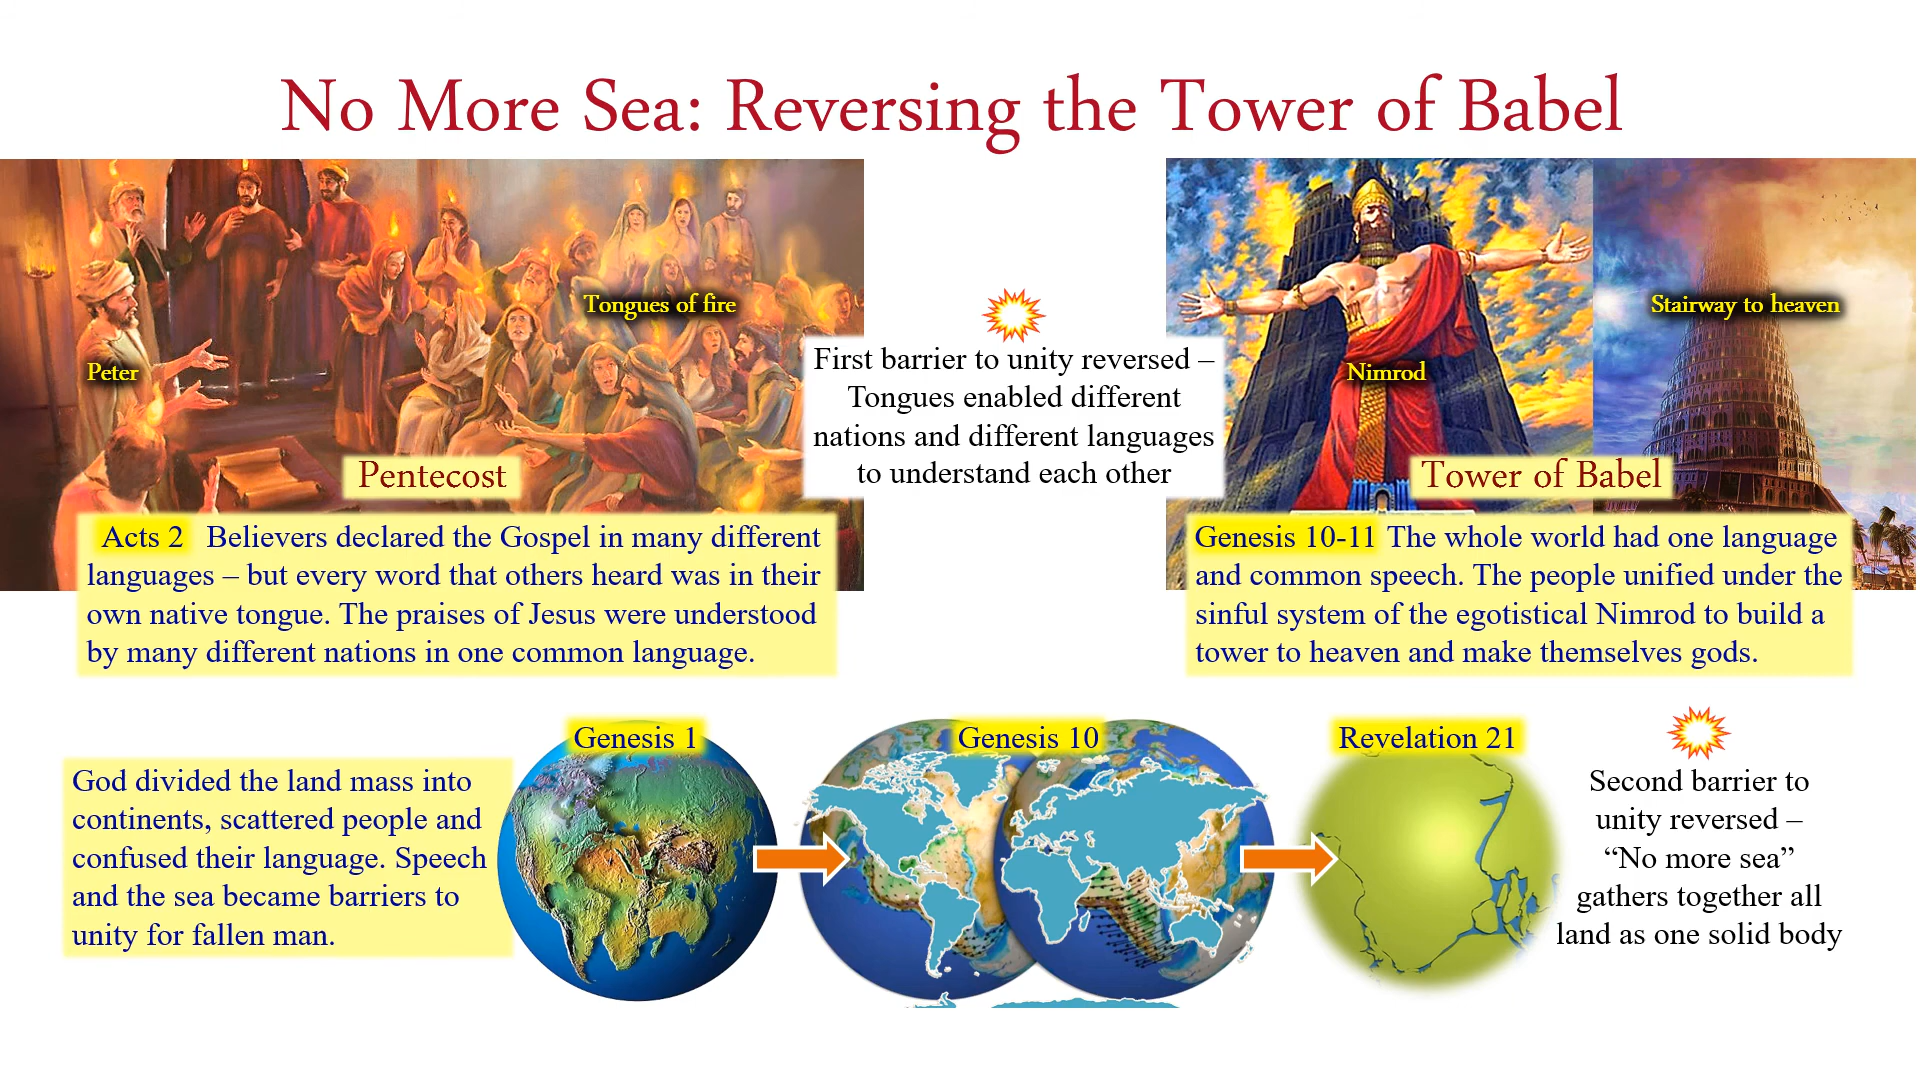 No More Sea: Reversing the Tower of Babel
Tongues of fire
Peter
Pentecost
Acts 2 Believers declared the Gospel in many different
languages – but every word that others heard was in their
own native tongue. The praises of Jesus were understood
by many different nations in one common language.
First barrier to unity reversed –
Tongues enabled different
nations and different languages
to understand each other
Stairway to heaven
Nimrod
Tower of Babel
Genesis 10-11 The whole world had one language
and common speech. The people unified under the
sinful system of the egotistical Nimrod to build a
tower to heaven and make themselves gods.
God divided the land mass into
continents, scattered people and
confused their language. Speech
and the sea became barriers to
unity for fallen man.
Genesis 1
Genesis 10
Revelation 21
Second barrier to
unity reversed –
“No more sea”
gathers together all
land as one solid body